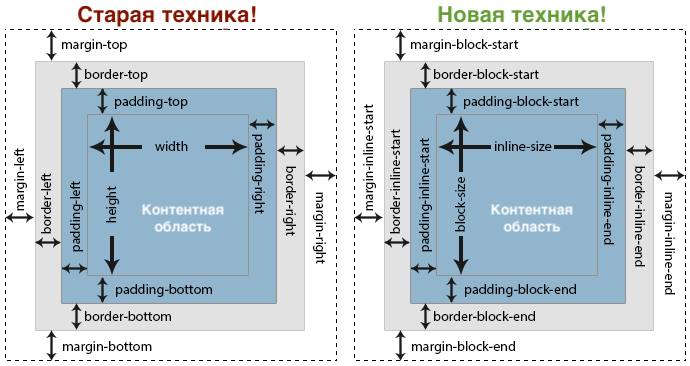 Старая техника!
margin-top
border-top
padding-top
width
height
margin-left
border-left
padding-left
padding-right
border-right
margin-right
Контентная
область
padding-bottom
border-bottom
margin-bottom
Новая техника!
margin-block-start
border-block-start
padding-block-start
inline-size
block-size
margin-inline-start
border-inline-start
padding-inline-start
padding-inline-end
border-inline-end
margin-inline-end
Контентная
область
padding-block-end
border-block-end
margin-block-end